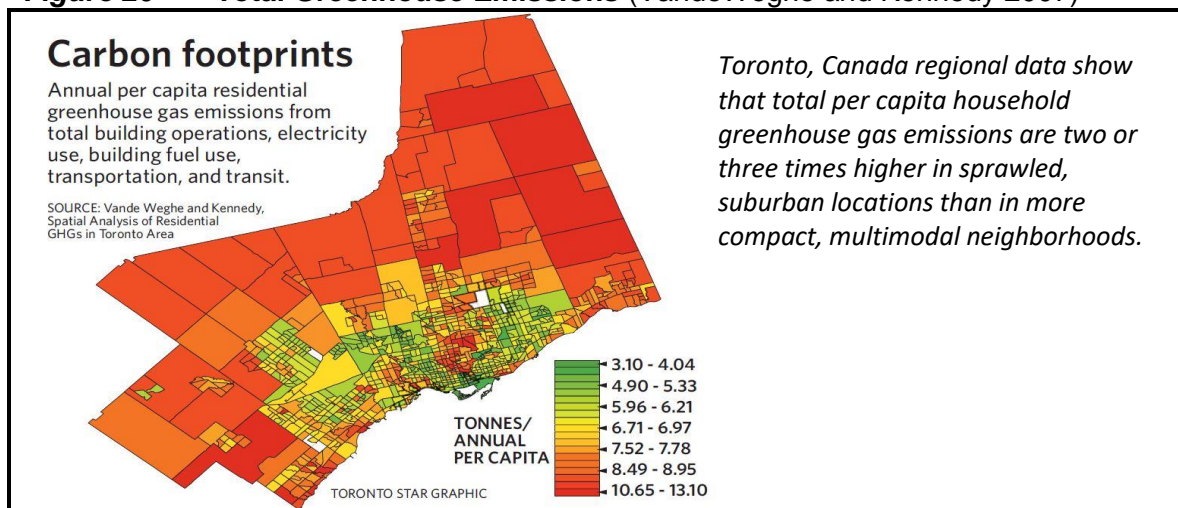 Total Greenhouse Emissions
Carbon footprints
Annual per capita residential
greenhouse gas emissions from
total building operations, electricity
use, building fuel use,
transportation, and transit.
SOURCE: Vande Weghe and Kennedy,
Spatial Analysis of Residential
GHGs in Toronto Area
Toronto, Canada regional data show
that total per capita household
greenhouse gas emissions are two or
three times higher in sprawled,
suburban locations than in more
compact, multimodal neighborhoods.
TONNES/
ANNUAL
PER CAPITA
3.10 - 4.04
4.90 - 5.33
5.96 - 6.21
6.71 - 6.97
7.52 - 7.78
8.49 - 8.95
10.65 - 13.10
TORONTO STAR GRAPHIC